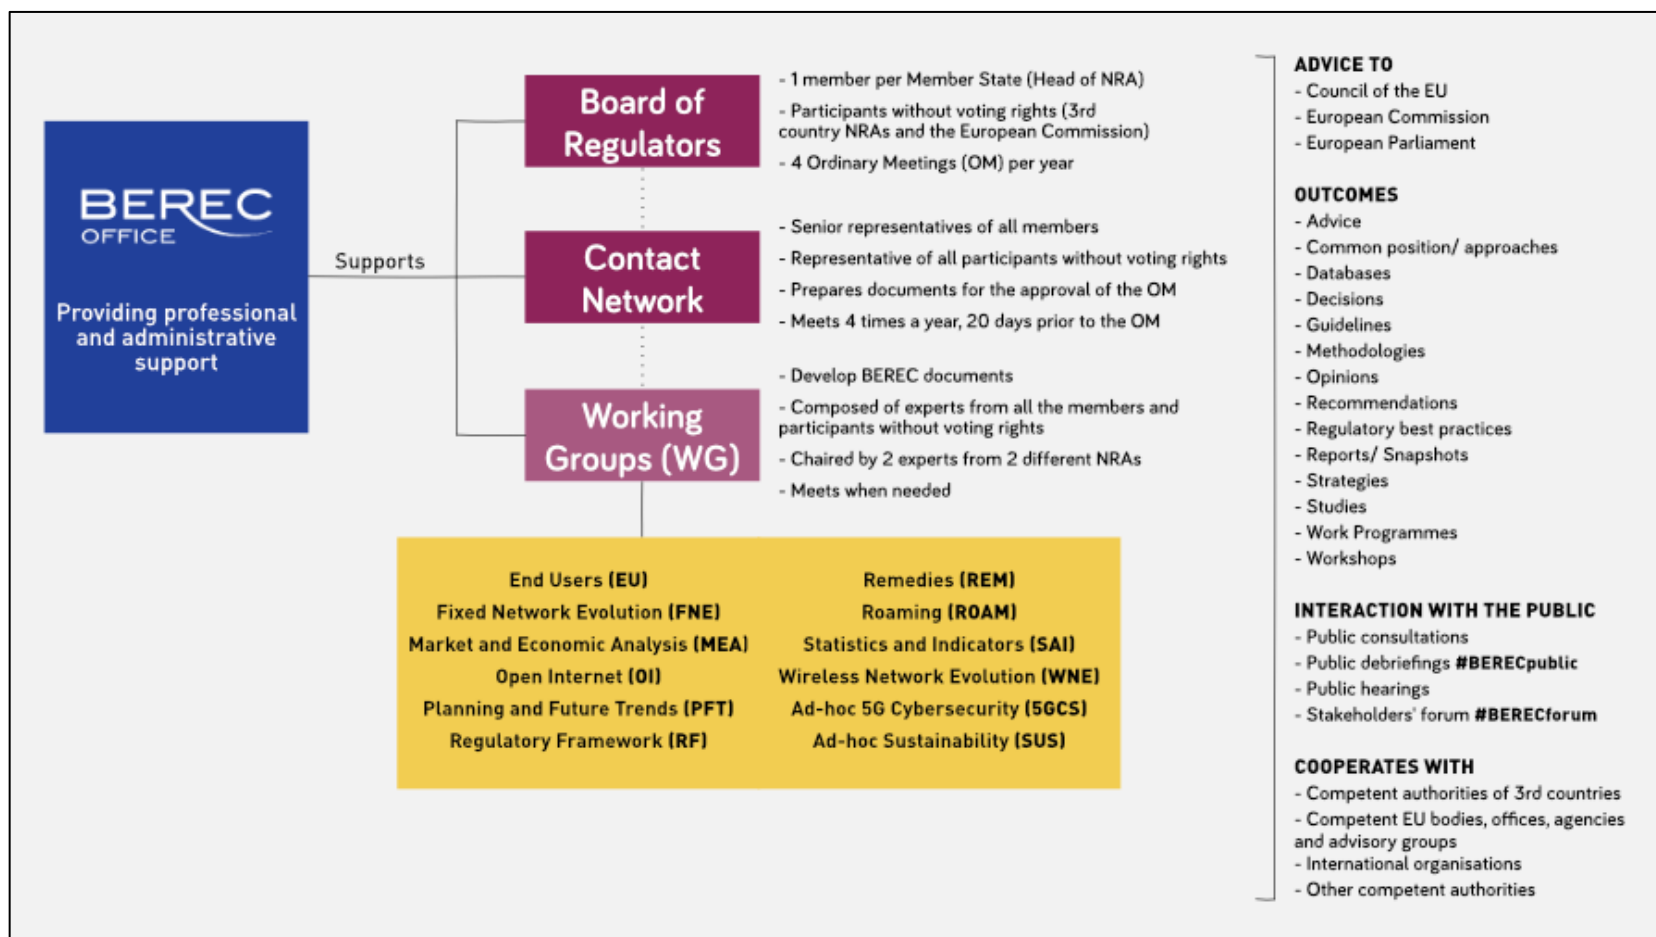 BEREC
OFFICE
Providing professional
and administrative
support
Supports
Board of
Regulators
- 1 member per Member State (Head of NRA)
- Participants without voting rights (3rd
country NRAs and the European Commission)
- 4 Ordinary Meetings (OM) per year
Contact
Network
- Senior representatives of all members
- Representative of all participants without voting rights
- Prepares documents for the approval of the OM
- Meets 4 times a year, 20 days prior to the OM
Working
Groups (WG)
- Develop BEREC documents
- Composed of experts from all the members and
participants without voting rights
- Chaired by 2 experts from 2 different NRAs
- Meets when needed
End Users (EU)
Fixed Network Evolution (FNE)
Market and Economic Analysis (MEA)
Open Internet (OI)
Planning and Future Trends (PFT)
Regulatory Framework (RF)
Remedies (REM)
Roaming (ROAM)
Statistics and Indicators (SAI)
Wireless Network Evolution (WNE)
Ad-hoc 5G Cybersecurity (5GCS)
Ad-hoc Sustainability (SUS)
ADVICE TO
- Council of the EU
- European Commission
- European Parliament
OUTCOMES
- Advice
- Common position/ approaches
- Databases
- Decisions
- Guidelines
- Methodologies
- Opinions
- Recommendations
- Regulatory best practices
- Reports/ Snapshots
- Strategies
- Studies
- Work Programmes
- Workshops
INTERACTION WITH THE PUBLIC
- Public consultations
- Public debriefings #BERECpublic
- Public hearings
- Stakeholders' forum #BERECforum
COOPERATES WITH
- Competent authorities of 3rd countries
- Competent EU bodies, offices, agencies
and advisory groups
- International organisations
- Other competent authorities